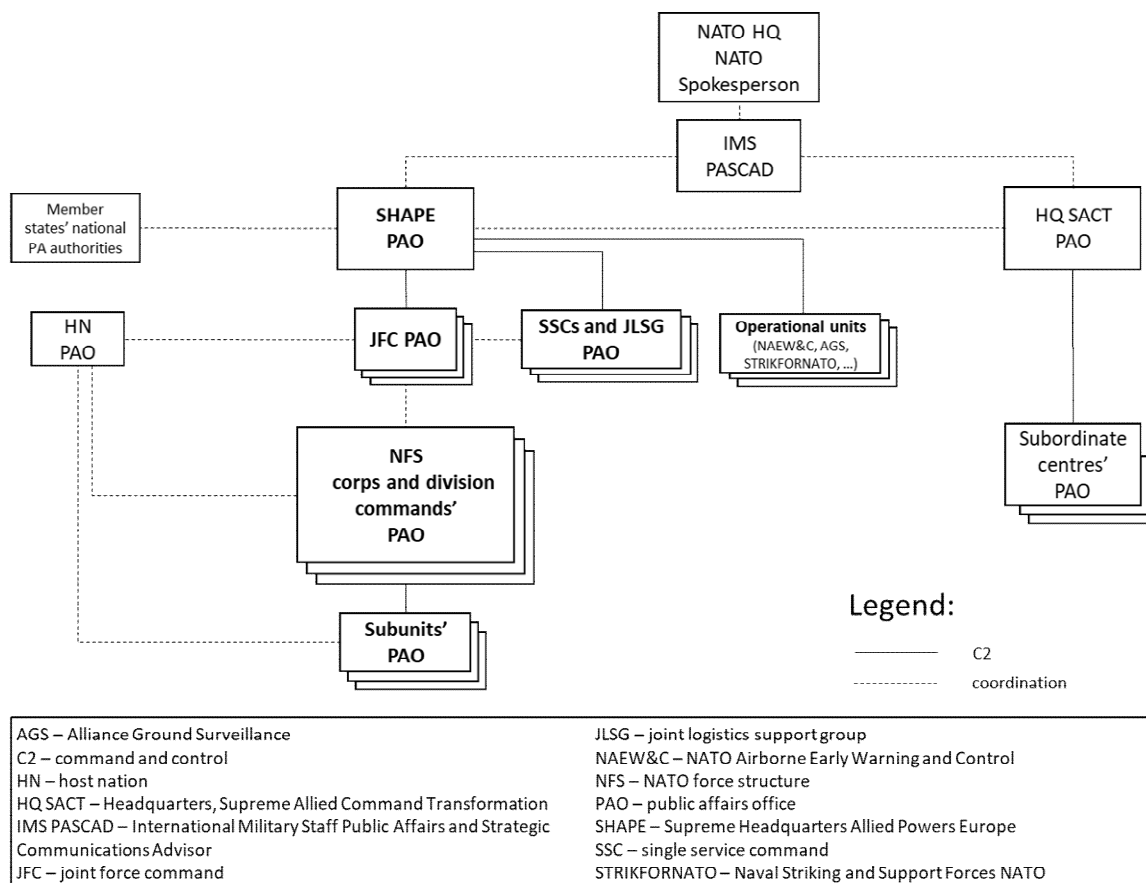 NATO HQ
NATO
Spokesperson
IMS
PASCAD
Member
states’ national
PA authorities
SHAPE
PAO
HQ SACT
PAO
HN
PAO
JFC PAO
SSCs and JLSG
PAO
Operational units
(NAEW&C, AGS,
STRIKFORNATO, ...)
NFS
corps and division
commands’
PAO
Subordinate
centres’
PAO
Subunits’
PAO
Legend:
C2
coordination
AGS – Alliance Ground Surveillance
C2 – command and control
HN – host nation
HQ SACT – Headquarters, Supreme Allied Command Transformation
IMS PASCAD – International Military Staff Public Affairs and Strategic
Communications Advisor
JFC – joint force command
JLSG – joint logistics support group
NAEW&C – NATO Airborne Early Warning and Control
NFS – NATO force structure
PAO – public affairs office
SHAPE – Supreme Headquarters Allied Powers Europe
SSC – single service command
STRIKFORNATO – Naval Striking and Support Forces NATO